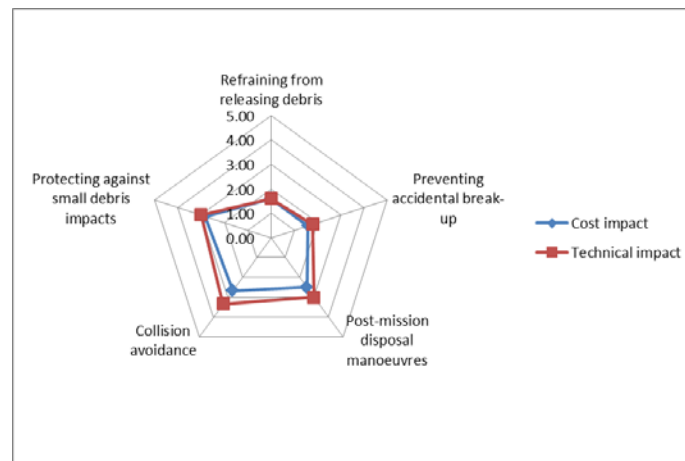 Refraining from
releasing debris
5.00
4.00
3.00
2.00
1.00
0.00
Protecting against
small debris
impacts
Preventing
accidental break-
up
Cost impact
Technical impact
Collision
avoidance
Post-mission
disposal
manoeuvres